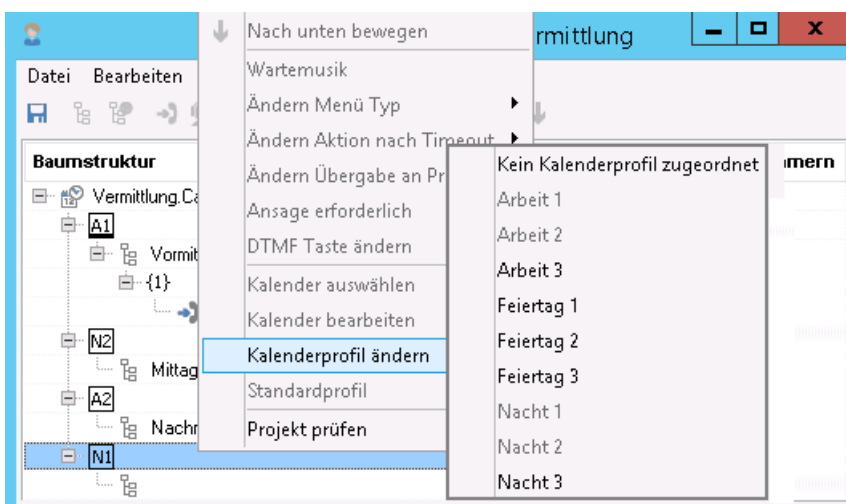 Nach unten bewegen
rmittlung
Datei Bearbeiten
Wartemusik
Ändern Menü Typ
Ändern Aktion nach Timeout
Baumstruktur
mern
Ändern Übergabe an Pr
Kein Kalenderprofil zugeordnet
Vermittlung.Ca
Ansage erforderlich
Arbeit 1
A1
DTMF Taste ändern
Arbeit 2
Vormit
Arbeit 3
{1}
Kalender auswählen
Feiertag 1
Kalender bearbeiten
N2
Feiertag 2
Kalenderprofil ändern
Mittag
Feiertag 3
A2
Standardprofil
Nacht 1
Nachr
Projekt prüfen
Nacht 2
N1
Nacht 3